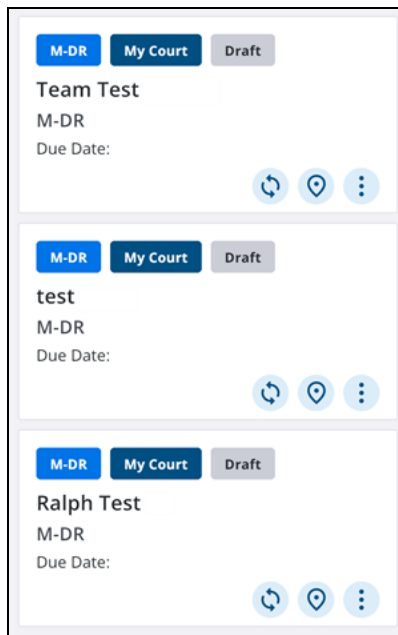 M-DR My Court Draft
Team Test
M-DR
Due Date:
M-DR My Court Draft
test
M-DR
Due Date:
M-DR My Court Draft
Ralph Test
M-DR
Due Date: